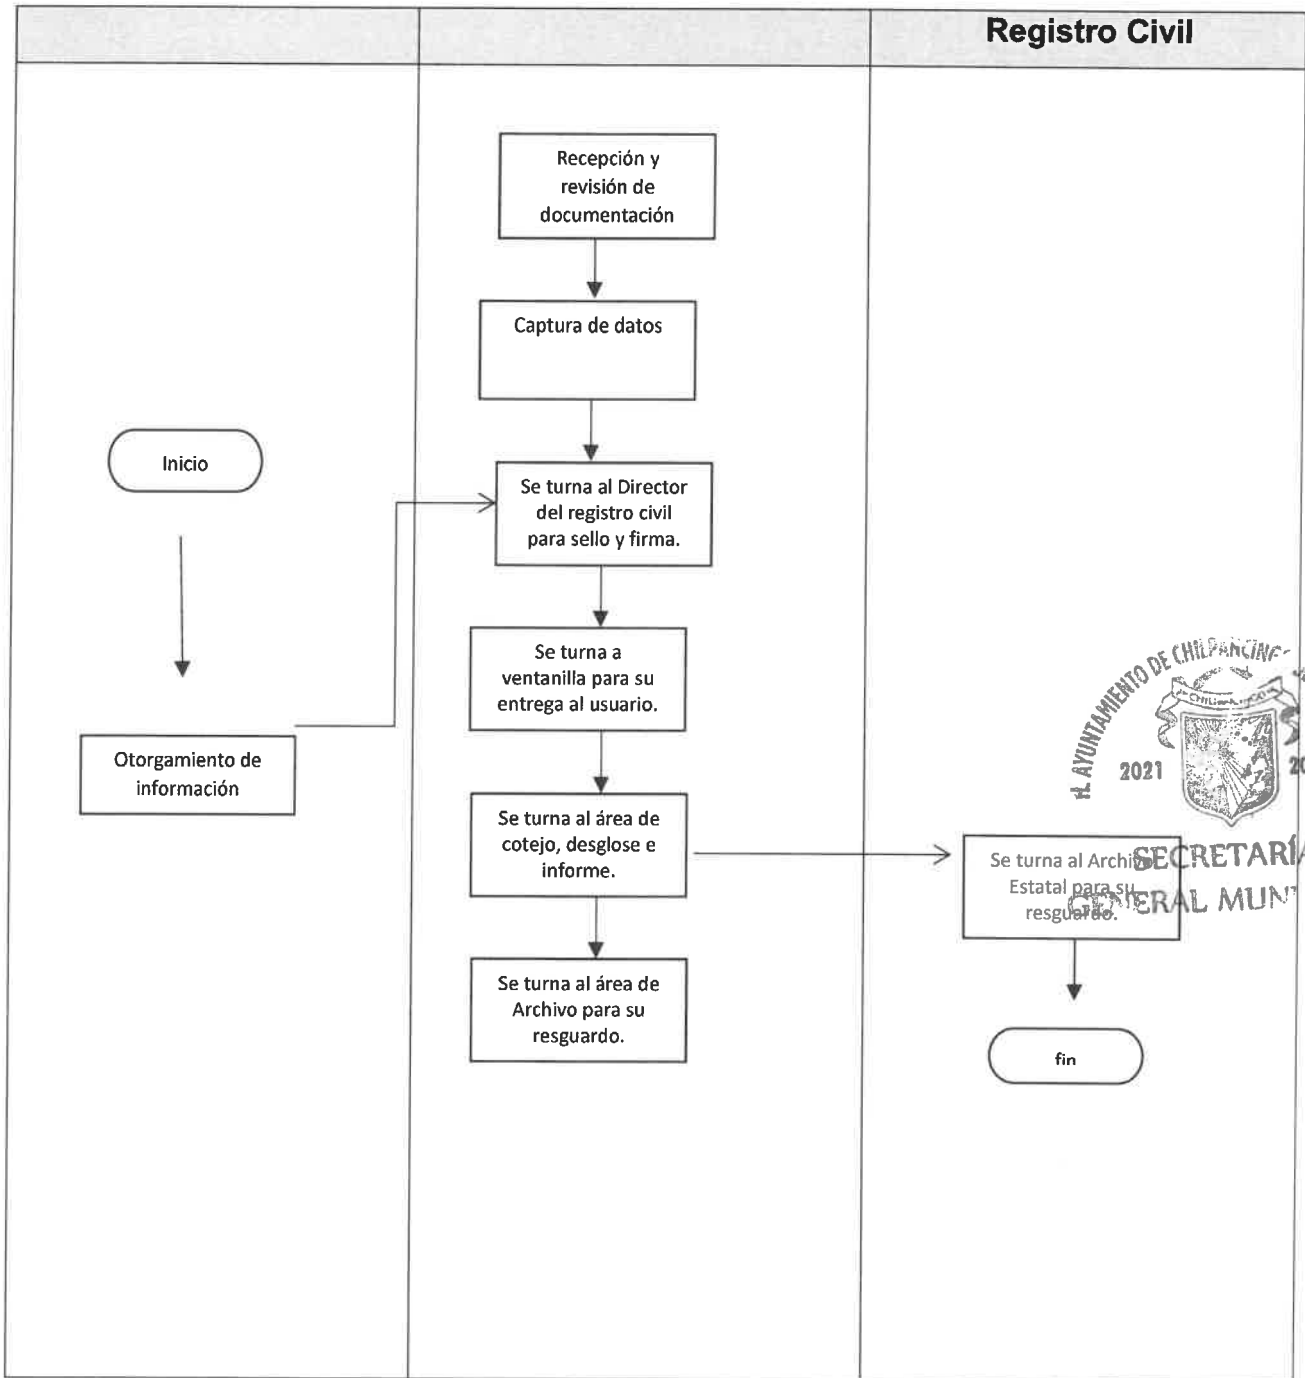 Registro Civil
Recepción y
revisión de
documentación
Captura de datos
Inicio
Se turna al Director
del registro civil
para sello y firma.
Se turna a
ventanilla para su
entrega al usuario.
Otorgamiento de
información
Se turna al área de
cotejo, desglose e
informe.
Se turna al área de
Archivo para su
resguardo.
H. AYUNTAMIENTO DE
2021
SECRETARÍA
GENERAL
Se turna al Archivo
Estatal para su
resguardo.
fin